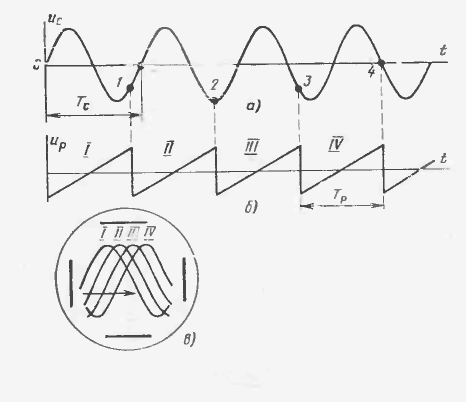 u_c
0
1
2
3
4
t
T_c
а)
u_p
I
II
III
IV
t
T_p
б)
I II III IV
в)